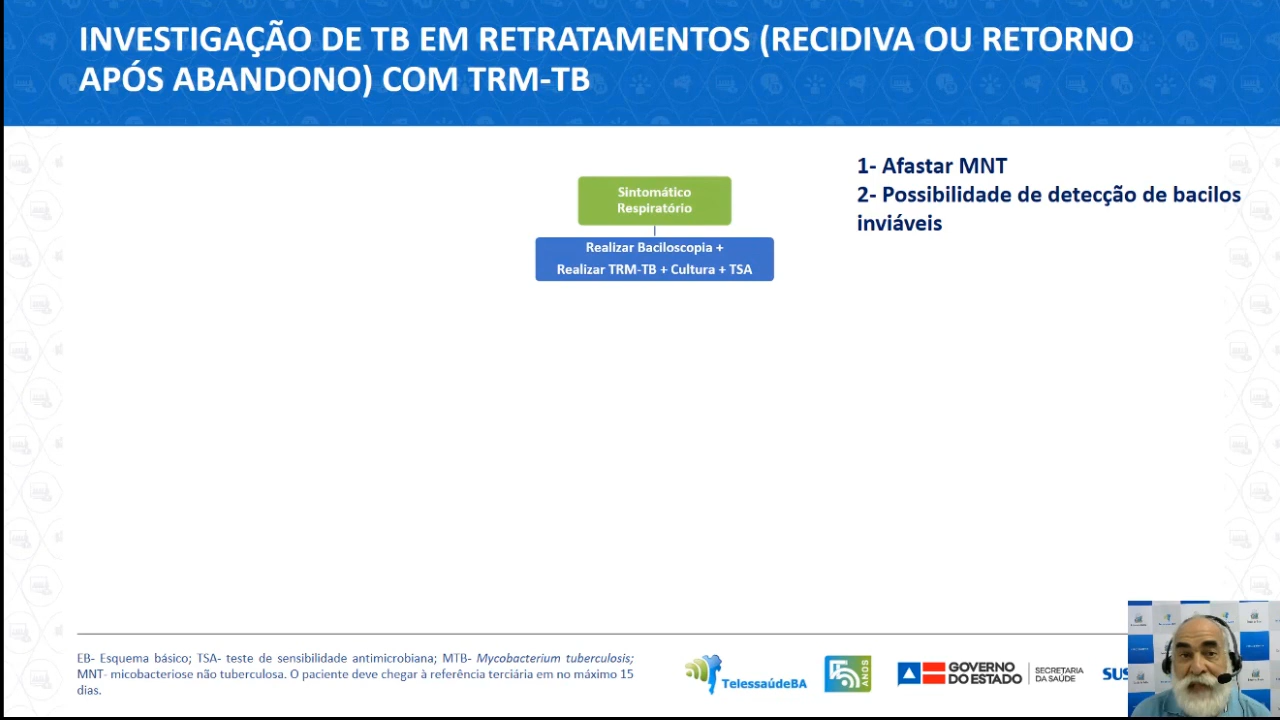 INVESTIGAÇÃO DE TB EM RETRATAMENTOS (RECIDIVA OU RETORNO
APÓS ABANDONO) COM TRM-TB
1- Afastar MNT
2- Possibilidade de detecção de bacilos
inviáveis
Sintomático
Respiratório
Realizar Baciloscopia +
Realizar TRM-TB + Cultura + TSA
EB- Esquema básico; TSA- teste de sensibilidade antimicrobiana; MTB- Mycobacterium tuberculosis;
MNT- micobacteriose não tuberculosa. O paciente deve chegar à referência terciária em no máximo 15
dias.
TelessaúdeBA
ANOS
GOVERNO
DO ESTADO
SECRETARIA
DA SAÚDE
SUS